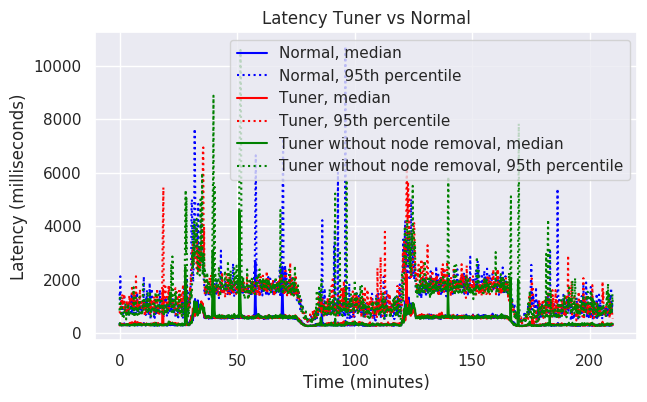 Latency Tuner vs Normal
Latency (milliseconds)
10000
8000
6000
4000
2000
0
Normal, median
Normal, 95th percentile
Tuner, median
Tuner, 95th percentile
Tuner without node removal, median
Tuner without node removal, 95th percentile
0 50 100 150 200
Time (minutes)